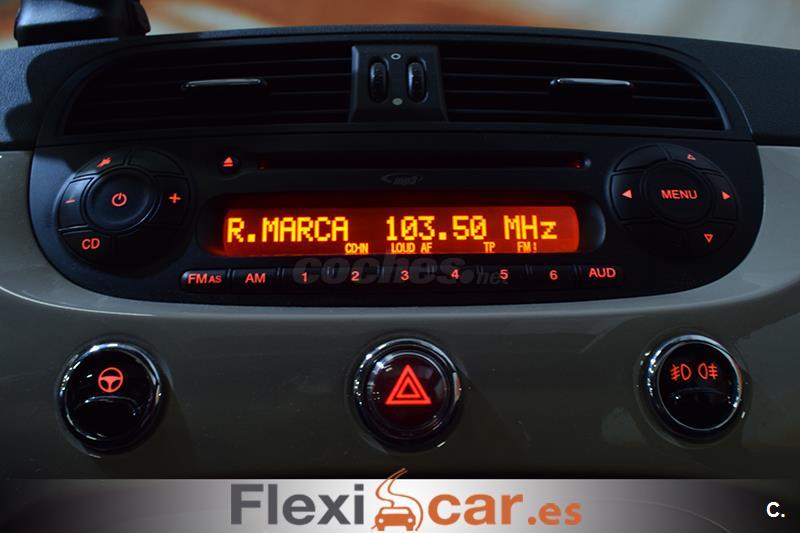 mp3
MENU
R.MARCA 103.50 MHz
CD-IN LOUD AF TP FM1
CD
FM AS AM 1 2 3 4 5 6 AUD
coches.net
Flexicar.es
C.